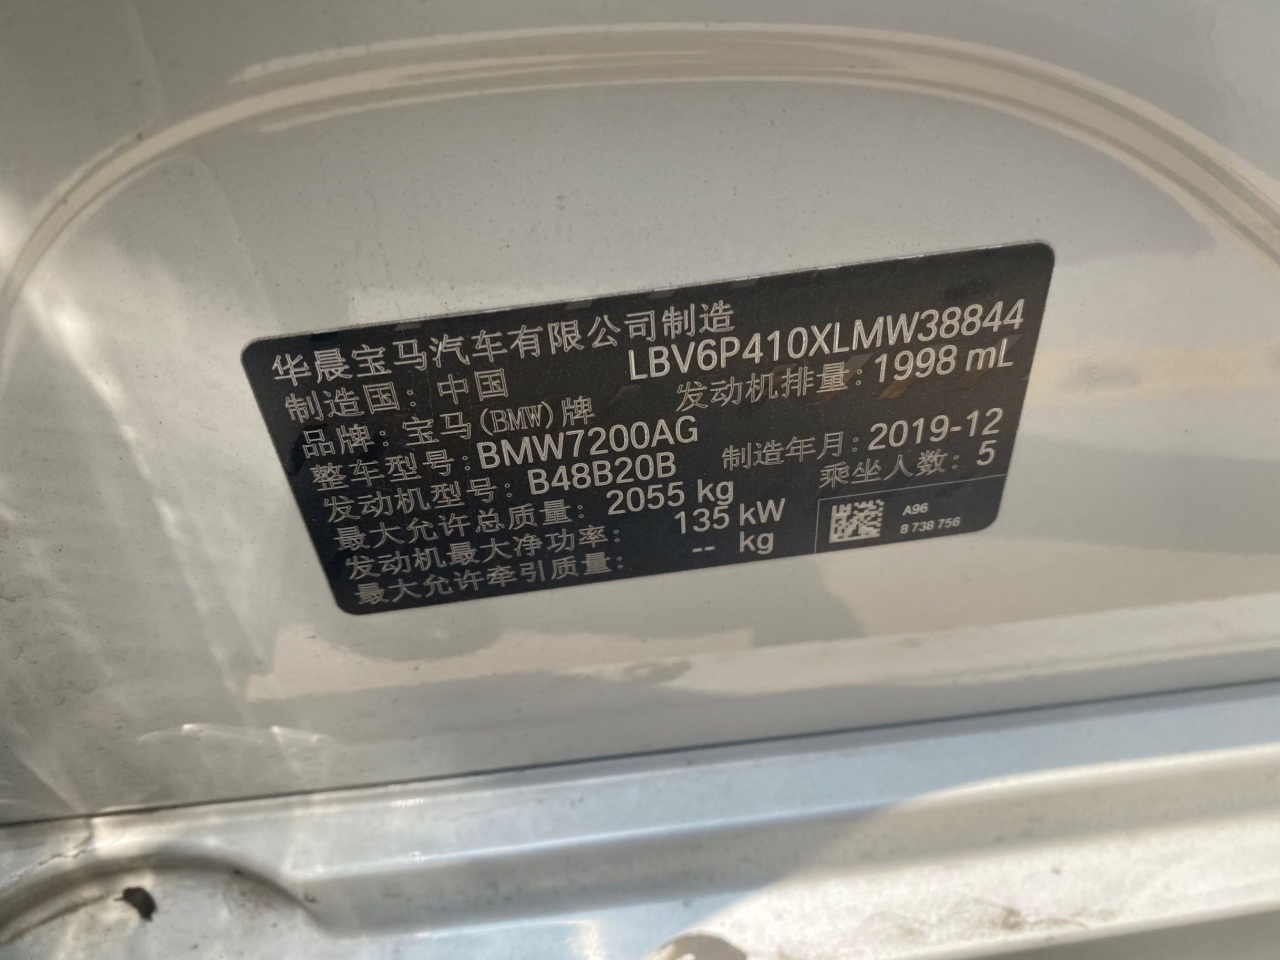 华晨宝马汽车有限公司制造
制造国: 中国 LBV6P410XLMW38844
品牌: 宝马(BMW)牌 发动机排量: 1998 mL
整车型号: BMW7200AG
发动机型号: B48B20B 制造年月: 2019-12
最大允许总质量: 2055 kg 乘坐人数: 5
发动机最大净功率: 135 kW
最大允许牵引质量: -- kg
A96
8 738 756